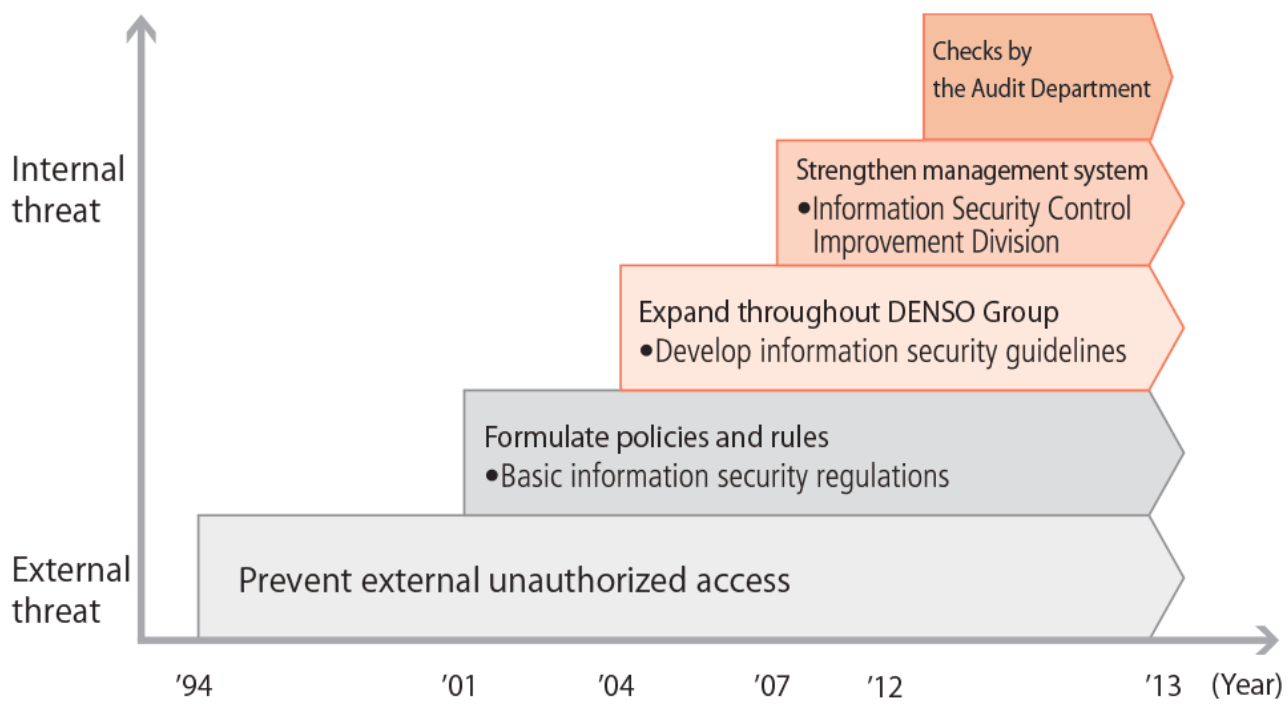 Checks by
the Audit Department
Internal
threat
Strengthen management system
•Information Security Control
Improvement Division
Expand throughout DENSO Group
•Develop information security guidelines
Formulate policies and rules
•Basic information security regulations
External
threat
Prevent external unauthorized access
’94 ’01 ’04 ’07 ’12 ’13 (Year)